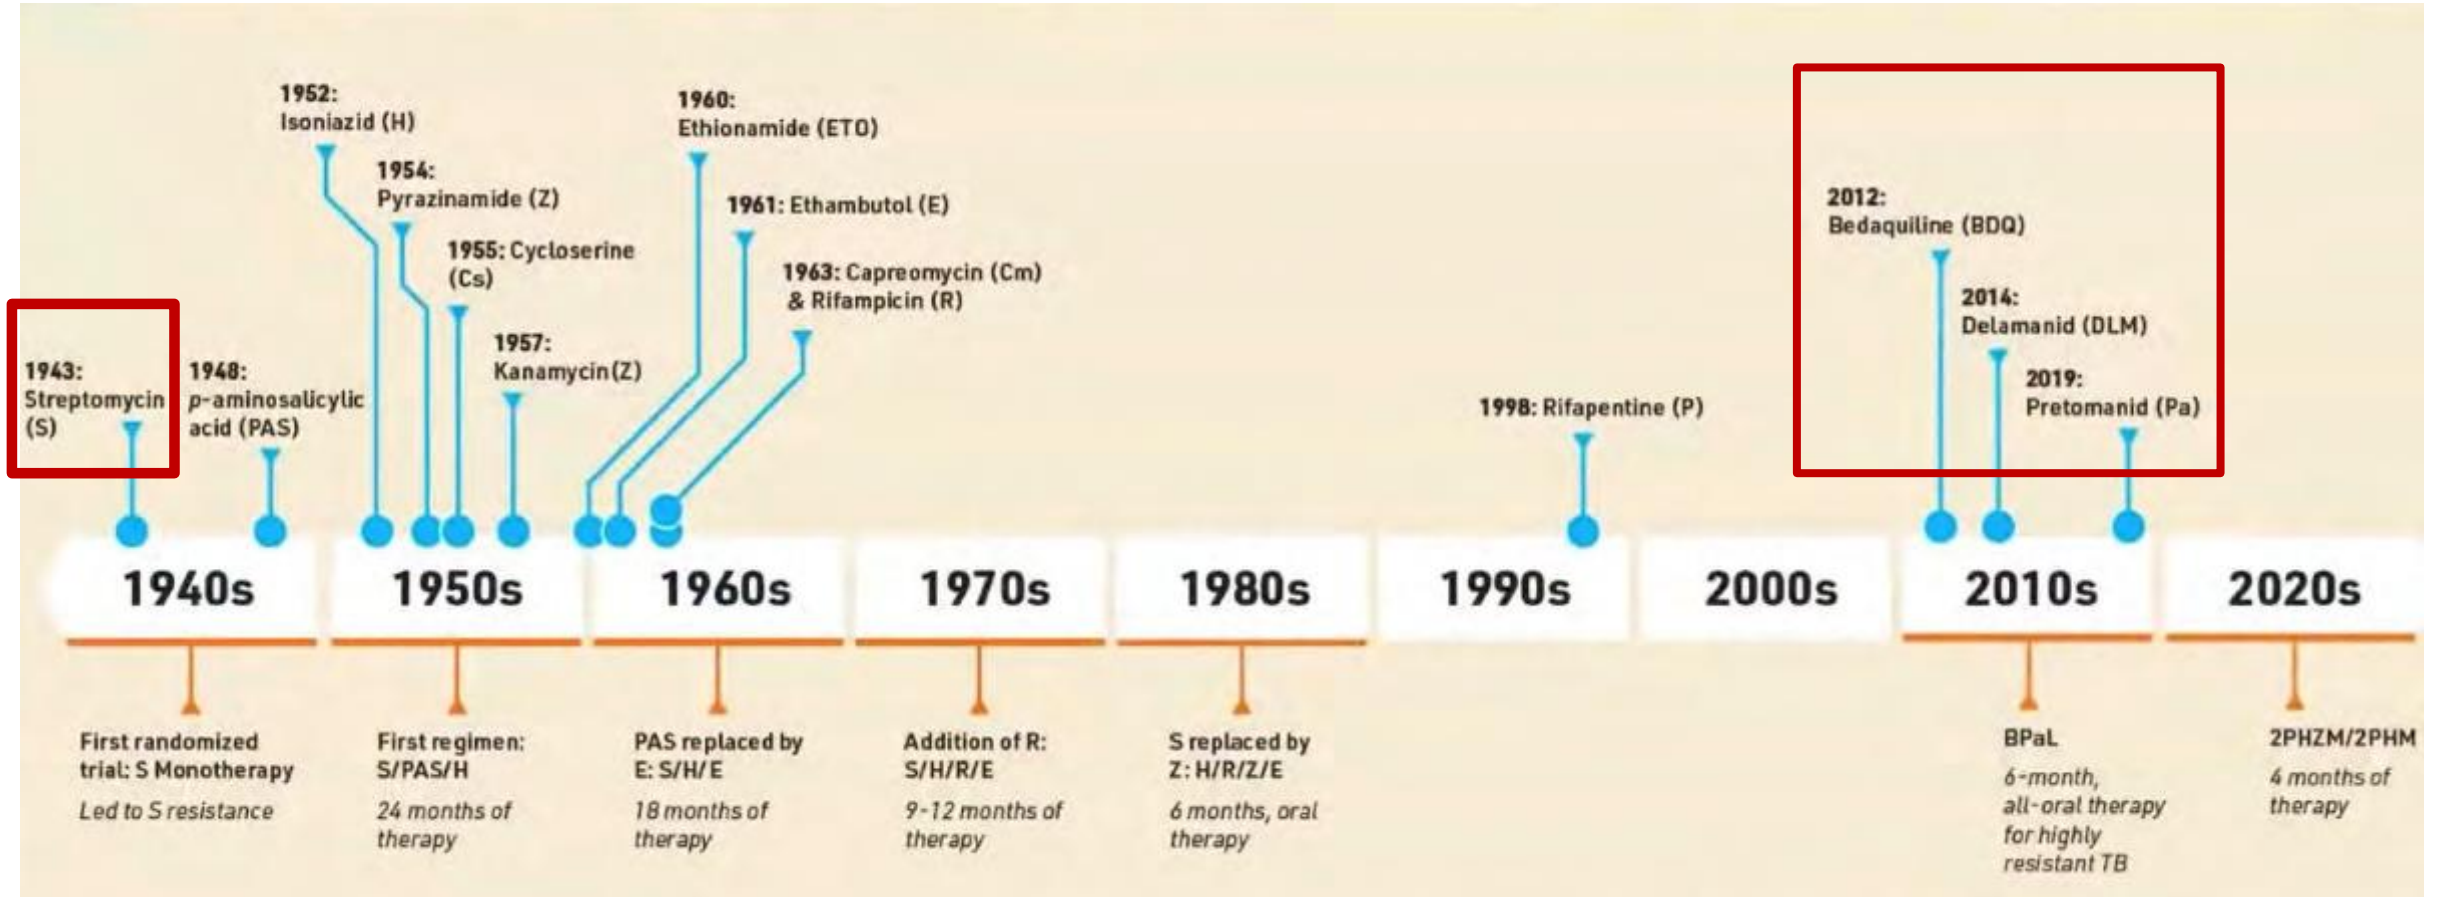 1952:
Isoniazid (H)
1954:
Pyrazinamide (Z)
1955: Cycloserine
(Cs)
1957:
Kanamycin(Z)
1960:
Ethionamide (ETO)
1961: Ethambutol (E)
1963: Capreomycin (Cm)
& Rifampicin (R)
1943:
Streptomycin
(S)
1948:
p-aminosalicylic
acid (PAS)
1998: Rifapentine (P)
2012:
Bedaquiline (BDQ)
2014:
Delamanid (DLM)
2019:
Pretomanid (Pa)
1940s
1950s
1960s
1970s
1980s
1990s
2000s
2010s
2020s
First randomized
trial: S Monotherapy
Led to S resistance
First regimen:
S/PAS/H
24 months of
therapy
PAS replaced by
E: S/H/E
18 months of
therapy
Addition of R:
S/H/R/E
9-12 months of
therapy
S replaced by
Z: H/R/Z/E
6 months, oral
therapy
BPaL
6-month,
all-oral therapy
for highly
resistant TB
2PHZM/2PHM
4 months of
therapy